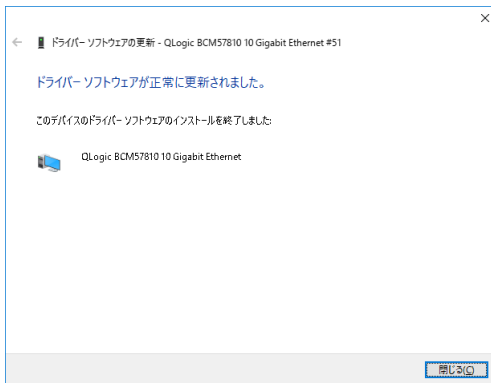 ドライバー ソフトウェアの更新 - QLogic BCM57810 10 Gigabit Ethernet #51
ドライバー ソフトウェアが正常に更新されました。
このデバイスのドライバー ソフトウェアのインストールを終了しました:
QLogic BCM57810 10 Gigabit Ethernet
閉じる(C)